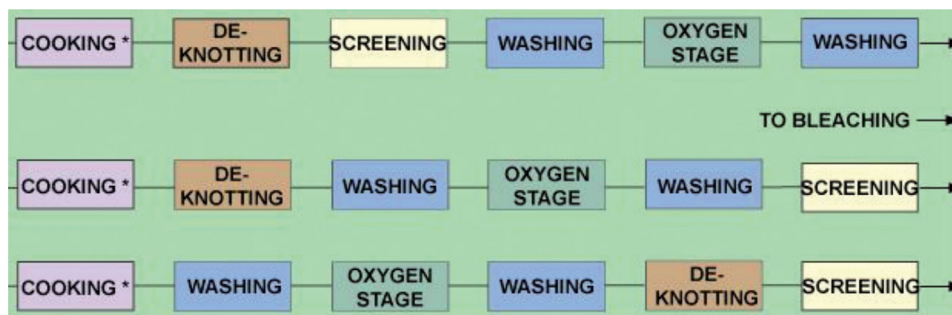 COOKING *
DE-
KNOTTING
SCREENING
WASHING
OXYGEN
STAGE
WASHING
TO BLEACHING
COOKING *
DE-
KNOTTING
WASHING
OXYGEN
STAGE
WASHING
SCREENING
COOKING *
WASHING
OXYGEN
STAGE
WASHING
DE-
KNOTTING
SCREENING